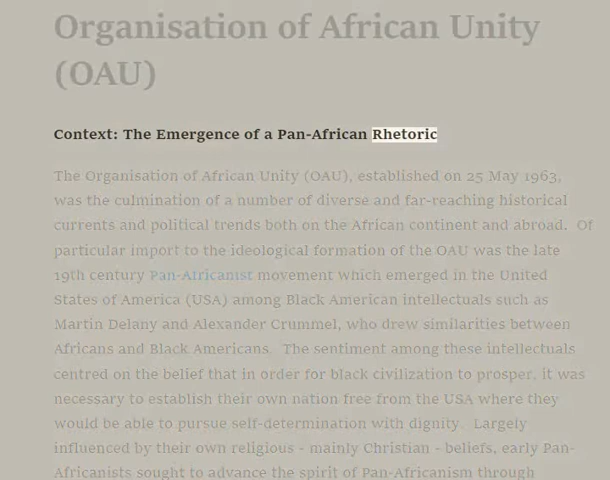 Organisation of African Unity
(OAU)
Context: The Emergence of a Pan-African Rhetoric
The Organisation of African Unity (OAU), established on 25 May 1963,
was the culmination of a number of diverse and far-reaching historical
currents and political trends both on the African continent and abroad.  Of
particular import to the ideological formation of the OAU was the late
19th century Pan-Africanist movement which emerged in the United
States of America (USA) among Black American intellectuals such as
Martin Delany and Alexander Crummel, who drew similarities between
Africans and Black Americans.  The sentiment among these intellectuals
centred on the belief that in order for black civilization to prosper, it was
necessary to establish their own nation free from the USA where they
would be able to pursue self-determination with dignity.  Largely
influenced by their own religious - mainly Christian - beliefs, early Pan-
Africanists sought to advance the spirit of Pan-Africanism through